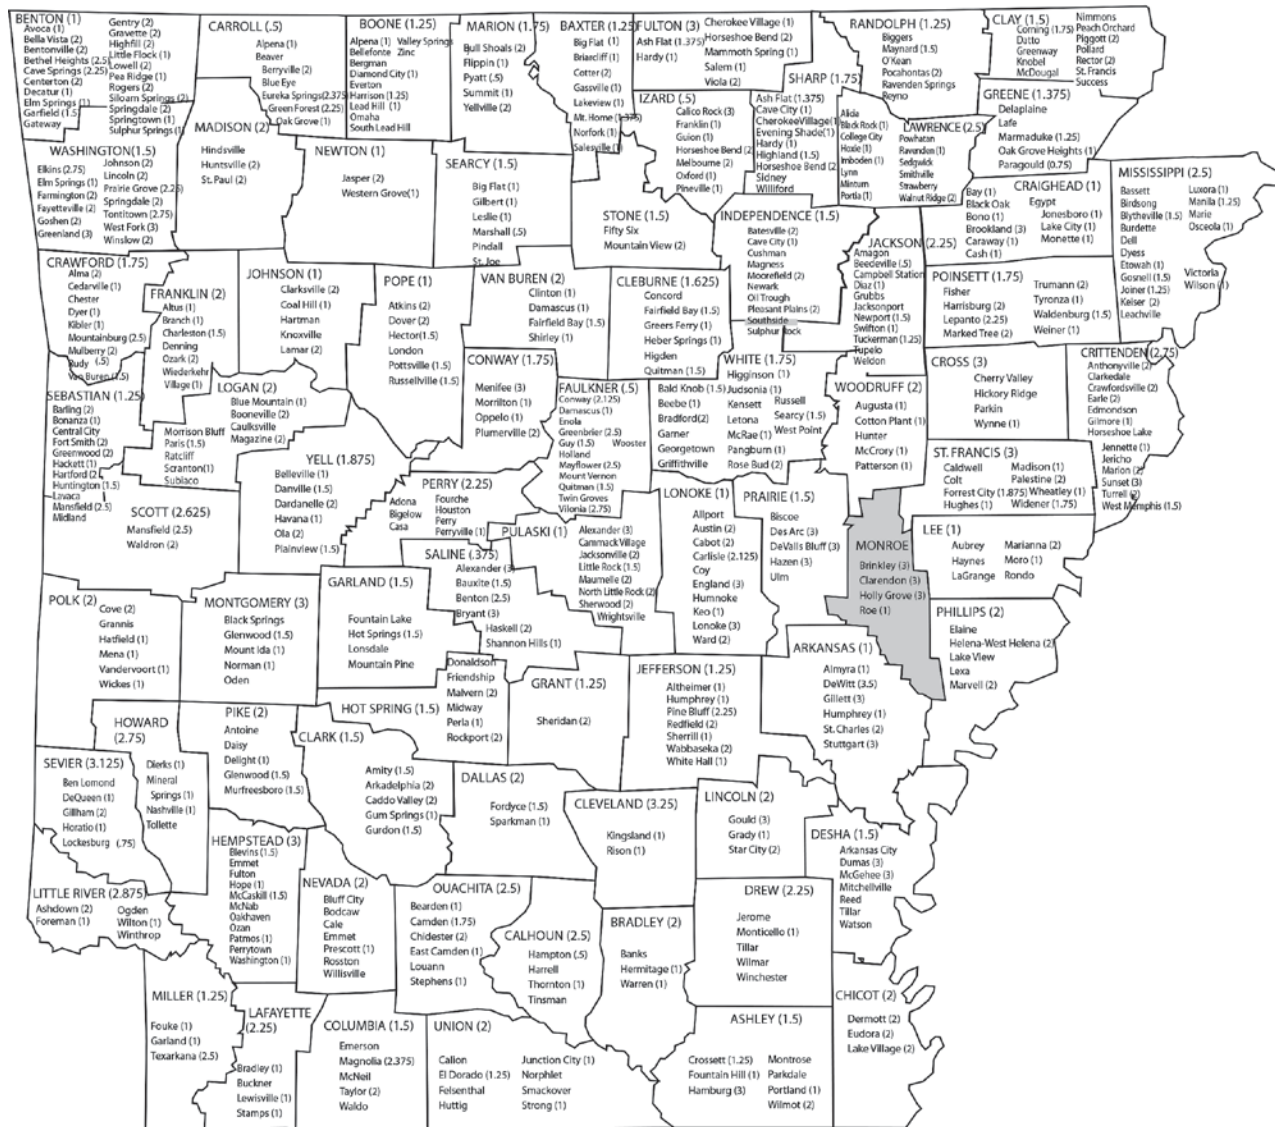 BENTON (1)
Avoca (1)
Bella Vista (2)
Bentonville (2)
Bethel Heights (2.5)
Cave Springs (2.25)
Centerton (2)
Decatur (1)
Elm Springs (1)
Garfield (1.5)
Gateway
Gentry (2)
Gravette (2)
Highfill (2)
Little Flock (1)
Lowell (2)
Pea Ridge (1)
Rogers (2)
Siloam Springs (2)
Springdale (2)
Springtown (1)
Sulphur Springs (1)
CARROLL (.5)
Alpena (1)
Beaver
Berryville (2)
Blue Eye
Eureka Springs(2.375)
Green Forest (2.25)
Oak Grove (1)
BOONE (1.25)
Alpena (1)
Bellefonte
Bergman
Diamond City (1)
Everton
Harrison (1.25)
Lead Hill (1)
Omaha
South Lead Hill
Valley Springs
Zinc
MARION (1.75)
Bull Shoals (2)
Flippin (1)
Pyatt (.5)
Summit (1)
Yellville (2)
BAXTER (1.25)
Big Flat (1)
Briarcliff (1)
Cotter (2)
Gassville (1)
Lakeview (1)
Mt. Home (1.375)
Norfork (1)
Salesville (1)
FULTON (3)
Ash Flat (1.375)
Hardy (1)
Cherokee Village (1)
Horseshoe Bend (2)
Mammoth Spring (1)
Salem (1)
Viola (2)
SHARP (1.75)
Ash Flat (1.375)
Cave City (1)
CherokeeVillage(1)
Evening Shade(1)
Hardy (1)
Highland (1.5)
Horseshoe Bend (2)
Sidney
Williford
RANDOLPH (1.25)
Biggers
Maynard (1.5)
O'Kean
Pocahontas (2)
Ravenden Springs
Reyno
CLAY (1.5)
Corning (1.75)
Datto
Greenway
Knobel
McDougal
Nimmons
Peach Orchard
Piggott (2)
Pollard
Rector (2)
St. Francis
Success
GREENE (1.375)
Delaplaine
Lafe
Marmaduke (1.25)
Oak Grove Heights (1)
Paragould (0.75)
MADISON (2)
Hindsville
Huntsville (2)
St. Paul (2)
WASHINGTON(1.5)
Elkins (2.75)
Elm Springs (1)
Farmington (2)
Fayetteville (2)
Goshen (2)
Greenland (3)
Johnson (2)
Lincoln (2)
Prairie Grove (2.25)
Springdale (2)
Tontitown (2.75)
West Fork (3)
Winslow (2)
NEWTON (1)
Jasper (2)
Western Grove(1)
SEARCY (1.5)
Big Flat (1)
Gilbert (1)
Leslie (1)
Marshall (.5)
Pindall
St. Joe
IZARD (.5)
Calico Rock (3)
Franklin (1)
Guion (1)
Horseshoe Bend (2)
Melbourne (2)
Oxford (1)
Pineville (1)
LAWRENCE (2.5)
Alicia
Black Rock (1)
College City
Hoxie (1)
Imboden (1)
Lynn
Minturn
Portia (1)
Powhatan
Ravenden (1)
Sedgwick
Smithville
Strawberry
Walnut Ridge (2)
CRAIGHEAD (1)
Bay (1)
Black Oak
Bono (1)
Brookland (3)
Caraway (1)
Cash (1)
Egypt
Jonesboro (1)
Lake City (1)
Monette (1)
MISSISSIPPI (2.5)
Bassett
Birdsong
Blytheville (1.5)
Burdette
Dell
Dyess
Etowah (1)
Gosnell (1.5)
Joiner (1.25)
Keiser (2)
Leachville
Luxora (1)
Manila (1.25)
Marie
Osceola (1)
Victoria
Wilson (1)
STONE (1.5)
Fifty Six
Mountain View (2)
INDEPENDENCE (1.5)
Batesville (2)
Cave City (1)
Cushman
Magness
Moorefield (2)
Newark
Oil Trough
Pleasant Plains (2)
Southside
Sulphur Rock
JACKSON (2.25)
Amagon
Beedeville (.5)
Campbell Station
Diaz (1)
Grubbs
Jacksonport
Newport (1.5)
Swifton (1)
Tuckerman (1.25)
Tupelo
Weldon
POINSETT (1.75)
Fisher
Harrisburg (2)
Lepanto (2.25)
Marked Tree (2)
Trumann (2)
Tyronza (1)
Waldenburg (1.5)
Weiner (1)
CRAWFORD (1.75)
Alma (2)
Cedarville (1)
Chester
Dyer (1)
Kibler (1)
Mountainburg (2.5)
Mulberry (2)
Rudy (.5)
Van Buren (1.5)
FRANKLIN (2)
Altus (1)
Branch (1)
Charleston (1.5)
Denning
Ozark (2)
Wiederkehr
Village (1)
JOHNSON (1)
Clarksville (2)
Coal Hill (1)
Hartman
Knoxville
Lamar (2)
POPE (1)
Atkins (2)
Dover (2)
Hector(1.5)
London
Pottsville (1.5)
Russellville (1.5)
VAN BUREN (2)
Clinton (1)
Damascus (1)
Fairfield Bay (1.5)
Shirley (1)
CLEBURNE (1.625)
Concord
Fairfield Bay (1.5)
Greers Ferry (1)
Heber Springs (1)
Higden
Quitman (1.5)
CONWAY (1.75)
Menifee (3)
Morrilton (1)
Oppelo (1)
Plumerville (2)
WHITE (1.75)
Bald Knob (1.5)
Beebe (1)
Bradford(2)
Garner
Georgetown
Griffithville
Higginson (1)
Judsonia (1)
Kensett
Letona
McRae (1)
Pangburn (1)
Rose Bud (2)
Russell
Searcy (1.5)
West Point
WOODRUFF (2)
Augusta (1)
Cotton Plant (1)
Hunter
McCrory (1)
Patterson (1)
CROSS (3)
Cherry Valley
Hickory Ridge
Parkin
Wynne (1)
CRITTENDEN (2.75)
Anthonyville (2)
Clarkedale
Crawfordsville (2)
Earle (2)
Edmondson
Gilmore (1)
Horseshoe Lake
Jennette (1)
Jericho
Marion (2)
Sunset (3)
Turrell (2)
West Memphis (1.5)
SEBASTIAN (1.25)
Barling (2)
Bonanza (1)
Central City
Fort Smith (2)
Greenwood (2)
Hackett (1)
Hartford (2)
Huntington (1.5)
Lavaca
Mansfield (2.5)
Midland
LOGAN (2)
Blue Mountain (1)
Booneville (2)
Caulksville
Magazine (2)
Morrison Bluff
Paris (1.5)
Ratcliff
Scranton(1)
Subiaco
YELL (1.875)
Belleville (1)
Danville (1.5)
Dardanelle (2)
Havana (1)
Ola (2)
Plainview (1.5)
FAULKNER (.5)
Conway (2.125)
Damascus (1)
Enola
Greenbrier (2.5)
Guy (1.5)
Wooster
Holland
Mayflower (2.5)
Mount Vernon
Quitman (1.5)
Twin Groves
Vilonia (2.75)
ST. FRANCIS (3)
Caldwell
Colt
Forrest City (1.875)
Hughes (1)
Madison (1)
Palestine (2)
Wheatley (1)
Widener (1.75)
SCOTT (2.625)
Mansfield (2.5)
Waldron (2)
PERRY (2.25)
Adona
Bigelow
Casa
Fourche
Houston
Perry
Perryville (1)
PULASKI (1)
Alexander (3)
Cammack Village
Jacksonville (2)
Little Rock (1.5)
Maumelle (2)
North Little Rock (2)
Sherwood (2)
Wrightsville
LONOKE (1)
Allport
Austin (2)
Cabot (2)
Carlisle (2.125)
Coy
England (3)
Humnoke
Keo (1)
Lonoke (3)
Ward (2)
PRAIRIE (1.5)
Biscoe
Des Arc (3)
DeValls Bluff (3)
Hazen (3)
Ulm
MONROE
Brinkley (3)
Clarendon (3)
Holly Grove (3)
Roe (1)
LEE (1)
Aubrey
Haynes
LaGrange
Marianna (2)
Moro (1)
Rondo
SALINE (.375)
Alexander (3)
Bauxite (1.5)
Benton (2.5)
Bryant (3)
Haskell (2)
Shannon Hills (1)
GARLAND (1.5)
Fountain Lake
Hot Springs (1.5)
Lonsdale
Mountain Pine
POLK (2)
Cove (2)
Grannis
Hatfield (1)
Mena (1)
Vandervoort (1)
Wickes (1)
MONTGOMERY (3)
Black Springs
Glenwood (1.5)
Mount Ida (1)
Norman (1)
Oden
PHILLIPS (2)
Elaine
Helena-West Helena (2)
Lake View
Lexa
Marvell (2)
HOT SPRING (1.5)
Donaldson
Friendship
Malvern (2)
Midway
Perla (1)
Rockport (2)
GRANT (1.25)
Sheridan (2)
JEFFERSON (1.25)
Altheimer (1)
Humphrey (1)
Pine Bluff (2.25)
Redfield (2)
Sherrill (1)
Wabbaseka (2)
White Hall (1)
ARKANSAS (1)
Almyra (1)
DeWitt (3.5)
Gillett (3)
Humphrey (1)
St. Charles (2)
Stuttgart (3)
HOWARD
(2.75)
Dierks (1)
Mineral
Springs (1)
Nashville (1)
Tollette
PIKE (2)
Antoine
Daisy
Delight (1)
Glenwood (1.5)
Murfreesboro (1.5)
CLARK (1.5)
Amity (1.5)
Arkadelphia (2)
Caddo Valley (2)
Gum Springs (1)
Gurdon (1.5)
SEVIER (3.125)
Ben Lomond
DeQueen (1)
Gillham (2)
Horatio (1)
Lockesburg (.75)
DALLAS (2)
Fordyce (1.5)
Sparkman (1)
CLEVELAND (3.25)
Kingsland (1)
Rison (1)
LINCOLN (2)
Gould (3)
Grady (1)
Star City (2)
DESHA (1.5)
Arkansas City
Dumas (3)
McGehee (3)
Mitchellville
Reed
Tillar
Watson
HEMPSTEAD (3)
Blevins (1.5)
Emmet
Fulton
Hope (1)
McCaskill (1.5)
McNab
Oakhaven
Ozan
Patmos (1)
Perrytown
Washington (1)
LITTLE RIVER (2.875)
Ashdown (2)
Foreman (1)
Ogden
Wilton (1)
Winthrop
NEVADA (2)
Bluff City
Bodcaw
Cale
Emmet
Prescott (1)
Rosston
Willisville
OUACHITA (2.5)
Bearden (1)
Camden (1.75)
Chidester (2)
East Camden (1)
Louann
Stephens (1)
CALHOUN (2.5)
Hampton (.5)
Harrell
Thornton (1)
Tinsman
BRADLEY (2)
Banks
Hermitage (1)
Warren (1)
DREW (2.25)
Jerome
Monticello (1)
Tillar
Wilmar
Winchester
CHICOT (2)
Dermott (2)
Eudora (2)
Lake Village (2)
MILLER (1.25)
Fouke (1)
Garland (1)
Texarkana (2.5)
LAFAYETTE
(2.25)
Bradley (1)
Buckner
Lewisville (1)
Stamps (1)
COLUMBIA (1.5)
Emerson
Magnolia (2.375)
McNeil
Taylor (2)
Waldo
UNION (2)
Calion
El Dorado (1.25)
Felsenthal
Huttig
Junction City (1)
Norphlet
Smackover
Strong (1)
ASHLEY (1.5)
Crossett (1.25)
Fountain Hill (1)
Hamburg (3)
Montrose
Parkdale
Portland (1)
Wilmot (2)